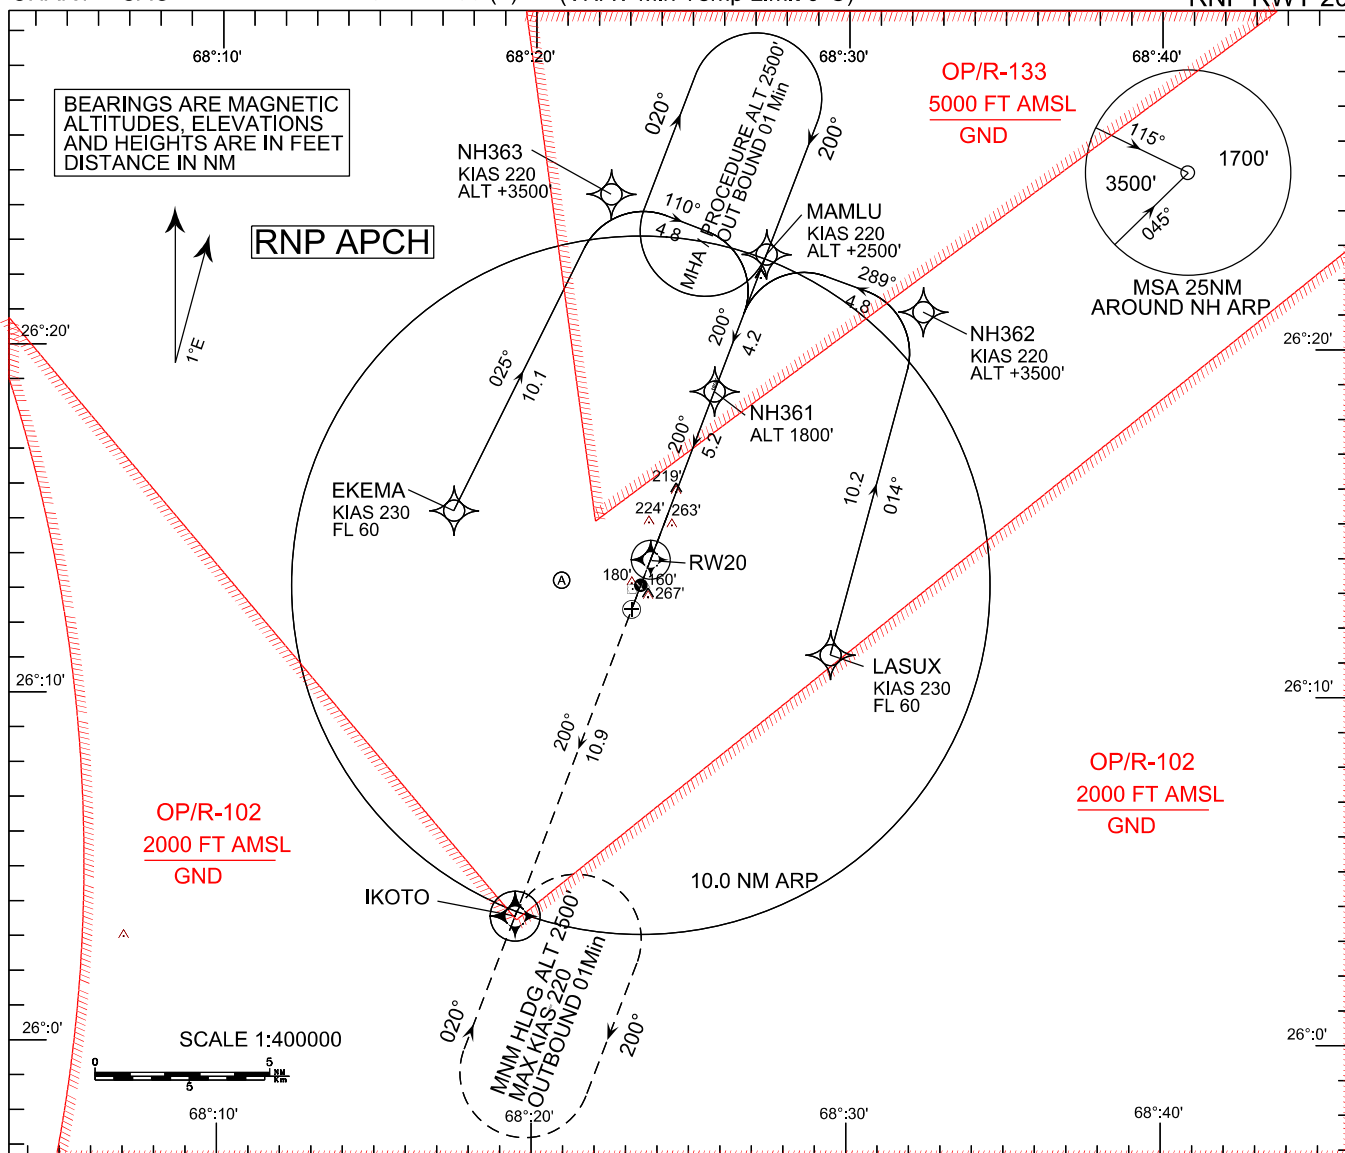 RNP RWY 20
68°:10'
68°:20'
68°:30'
68°:40'
BEARINGS ARE MAGNETIC
ALTITUDES, ELEVATIONS
AND HEIGHTS ARE IN FEET
DISTANCE IN NM
OP/R-133
5000 FT AMSL
GND
115°
1700'
3500'
045°
MSA 25NM
AROUND NH ARP
020°
200°
MHA / PROCEDURE ALT 2500'
OUT BOUND 01 Min
NH363
KIAS 220
ALT +3500'
110°
4.8
MAMLU
KIAS 220
ALT +2500'
RNP APCH
1°E
289°
4.8
NH362
KIAS 220
ALT +3500'
26°:20'
26°:20'
200°
4.2
025°
10.1
NH361
ALT 1800'
200°
5.2
219'
224'
263'
10.2
014°
EKEMA
KIAS 230
FL 60
RW20
A
180'
160'
267'
LASUX
KIAS 230
FL 60
26°:10'
26°:10'
200°
10.9
OP/R-102
2000 FT AMSL
GND
OP/R-102
2000 FT AMSL
GND
10.0 NM ARP
IKOTO
MNM HLDG ALT 2500'
MAX KIAS 220
OUTBOUND 01Min
020°
200°
26°:0'
26°:0'
SCALE 1:400000
0
5
NM
Km
5
68°:10'
68°:20'
68°:30'
68°:40'